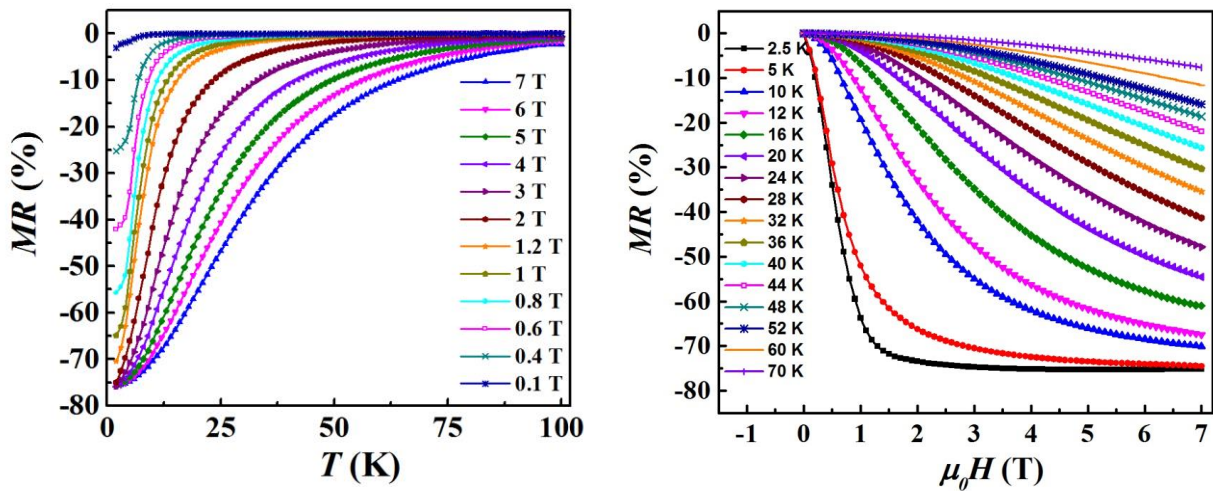 0
-10
-20
-30
-40
-50
-60
-70
-80
MR (%)
0 25 50 75 100
T (K)
7 T
6 T
5 T
4 T
3 T
2 T
1.2 T
1 T
0.8 T
0.6 T
0.4 T
0.1 T
0
-10
-20
-30
-40
-50
-60
-70
-80
MR (%)
2.5 K
5 K
10 K
12 K
16 K
20 K
24 K
28 K
32 K
36 K
40 K
44 K
48 K
52 K
60 K
70 K
-1 0 1 2 3 4 5 6 7
μ₀H (T)